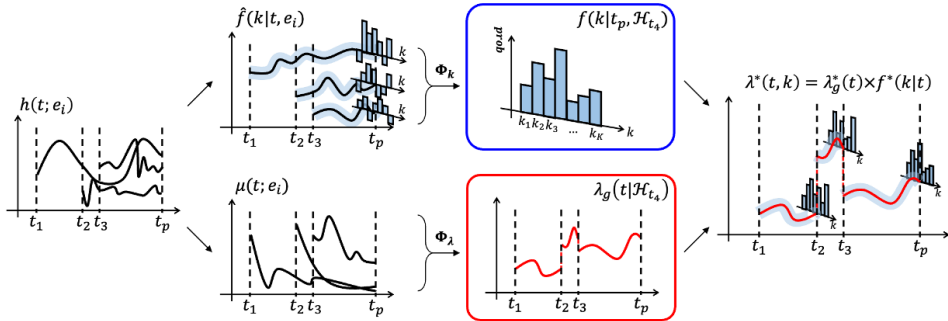 h(t; e_i)
t_1 t_2 t_3 t_p
f̂(k|t, e_i)
k
k
k
t_1 t_2 t_3 t_p
Φ_k
f(k|t_p, ℋ_{t_4})
prob
k_1 k_2 k_3 ... k_K k
μ(t; e_i)
t_1 t_2 t_3 t_p
Φ_λ
λ_g(t|ℋ_{t_4})
t_1 t_2 t_3 t_p
λ*(t, k) = λ_g*(t)×f*(k|t)
k
k
k
t_1 t_2 t_3 t_p